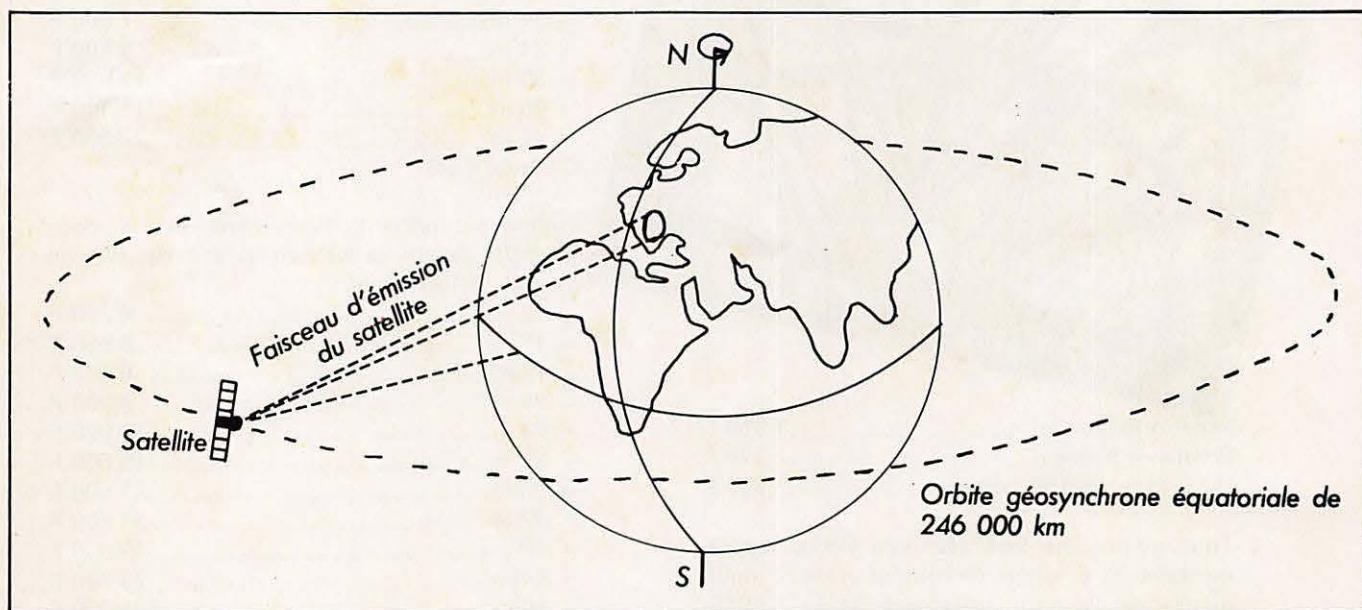 N
Faisceau d'émission
du satellite
Satellite
Orbite géosynchrone équatoriale de
246 000 km
S